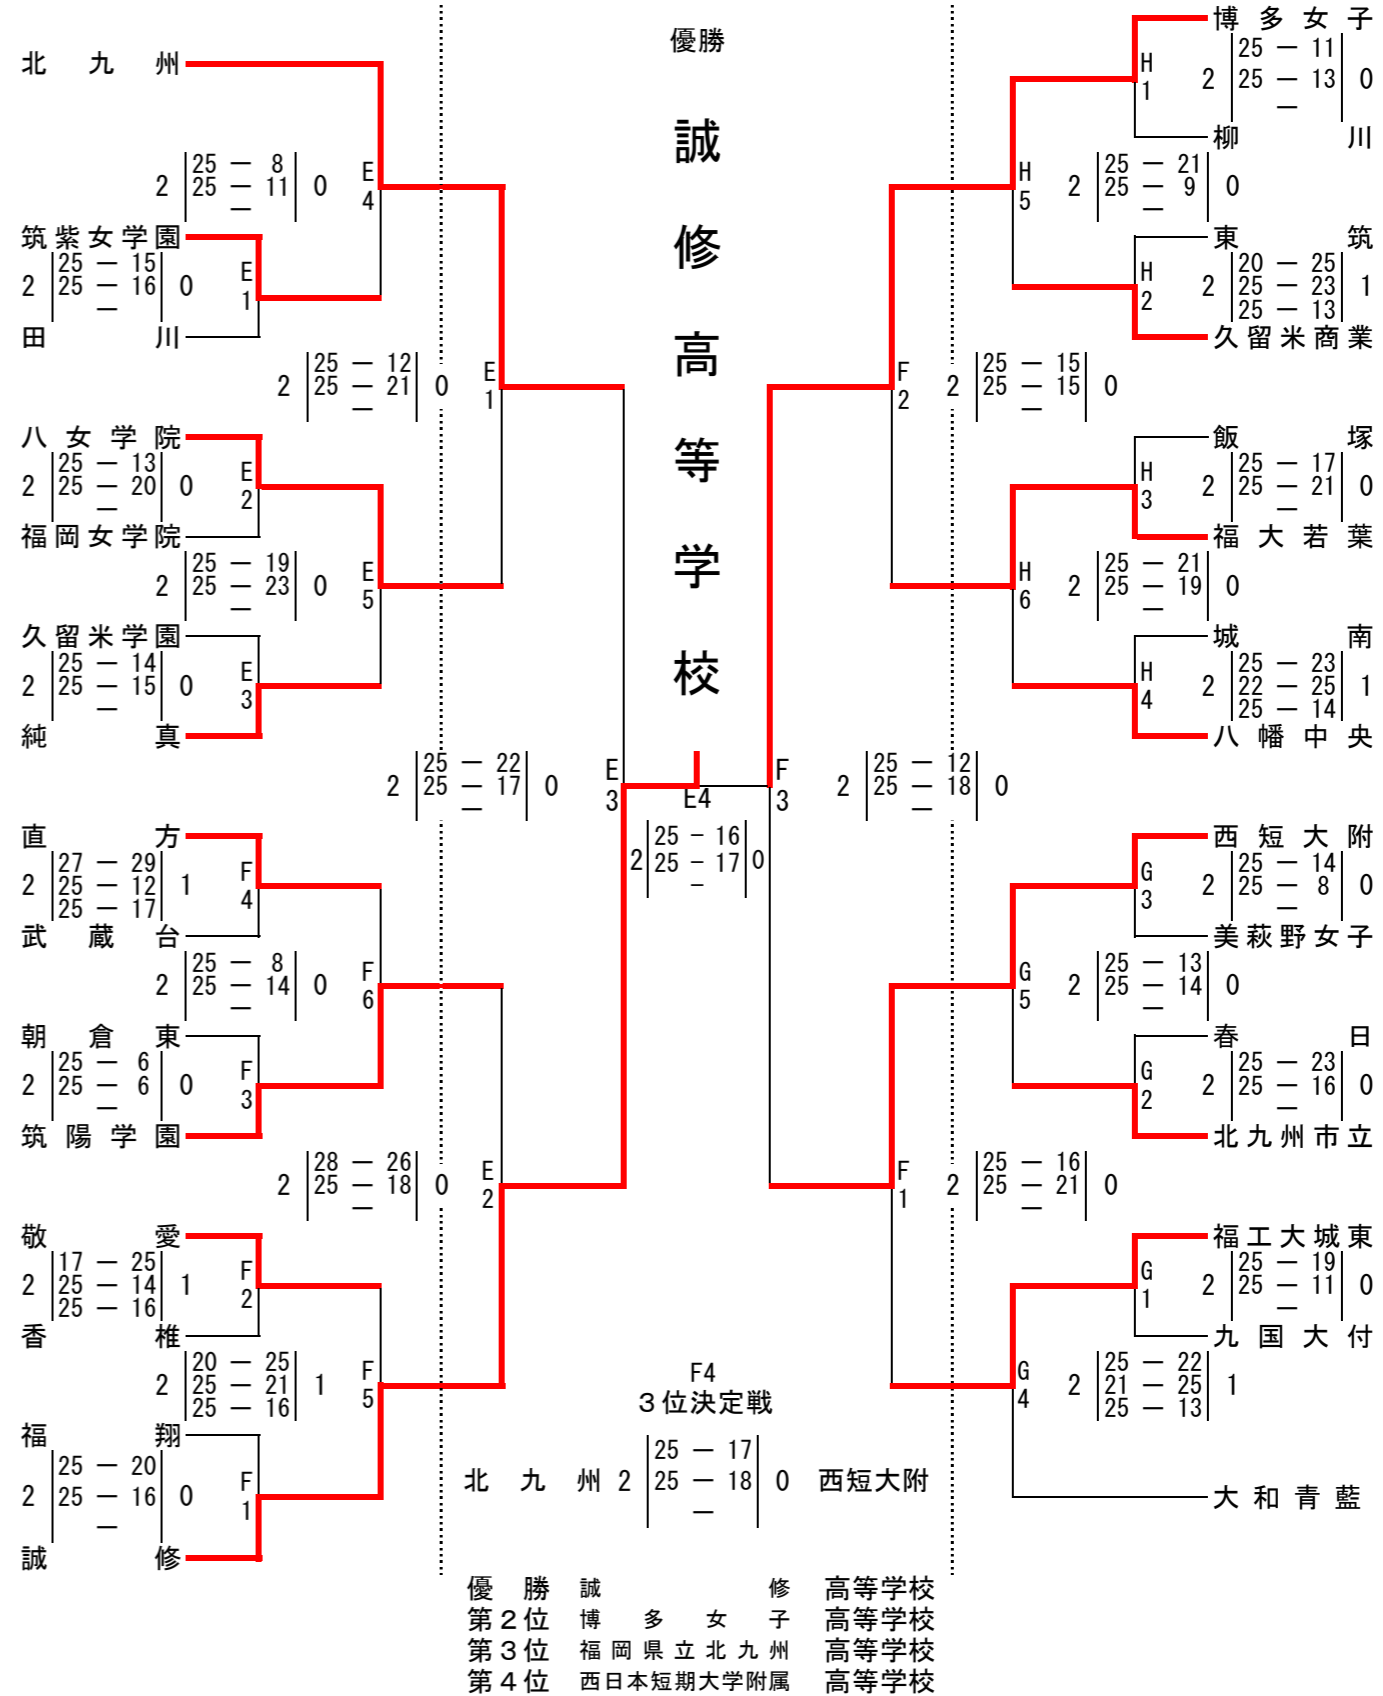 優勝
誠修高等学校
北九州
2 25 ― 8 0 E4
25 ― 11
―
筑紫女学園
2 25 ― 15 0 E1
25 ― 16
―
田川
2 25 ― 12 0 E1
25 ― 21
―
八女学院
2 25 ― 13 0 E2
25 ― 20
―
福岡女学院
2 25 ― 19 0 E5
25 ― 23
―
久留米学園
2 25 ― 14 0 E3
25 ― 15
―
純真
2 25 ― 22 0 E3
25 ― 17
―
直方
2 27 ― 29 1 F4
25 ― 12
25 ― 17
武蔵台
2 25 ― 8 0 F6
25 ― 14
―
朝倉東
2 25 ― 6 0 F3
25 ― 6
―
筑陽学園
2 28 ― 26 0 E2
25 ― 18
―
敬愛
2 17 ― 25 1 F2
25 ― 14
25 ― 16
香椎
2 20 ― 25 1 F5
25 ― 21
25 ― 16
福翔
2 25 ― 20 0 F1
25 ― 16
―
誠修
E4
2 25 - 16 0
25 - 17
-
博多女子
H1 2 25 ― 11 0
25 ― 13
―
柳川
H5 2 25 ― 21 0
25 ― 9
―
東筑
H2 2 20 ― 25 1
25 ― 23
25 ― 13
久留米商業
F2 2 25 ― 15 0
25 ― 15
―
飯塚
H3 2 25 ― 17 0
25 ― 21
―
福大若葉
H6 2 25 ― 21 0
25 ― 19
―
城南
H4 2 25 ― 23 1
22 ― 25
25 ― 14
八幡中央
F3 2 25 ― 12 0
25 ― 18
―
西短大附
G3 2 25 ― 14 0
25 ― 8
―
美萩野女子
G5 2 25 ― 13 0
25 ― 14
―
春日
G2 2 25 ― 23 0
25 ― 16
―
北九州市立
F1 2 25 ― 16 0
25 ― 21
―
福工大城東
G1 2 25 ― 19 0
25 ― 11
―
九国大付
G4 2 25 ― 22 1
21 ― 25
25 ― 13
大和青藍
F4
３位決定戦
25 ― 17
北九州 2 25 ― 18 0 西短大附
―
優勝 誠修 高等学校
第２位 博多女子 高等学校
第３位 福岡県立北九州 高等学校
第４位 西日本短期大学附属 高等学校